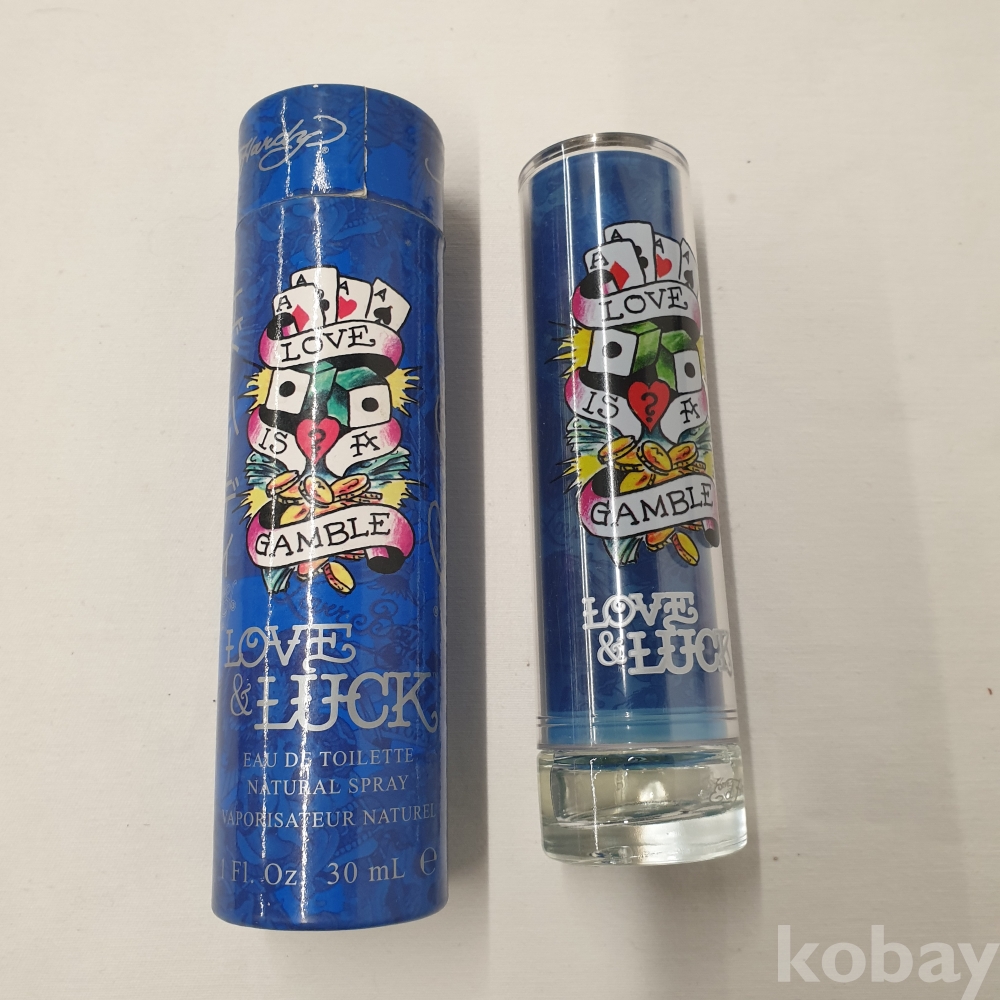 Hardy
A A A A
LOVE
IS ? A
GAMBLE
LOVE
& LUCK
EAU DE TOILETTE
NATURAL SPRAY
VAPORISATEUR NATUREL
1 Fl. Oz. 30 mL e
A A A
LOVE
IS ? A
GAMBLE
LOVE
& LUCK
kobay